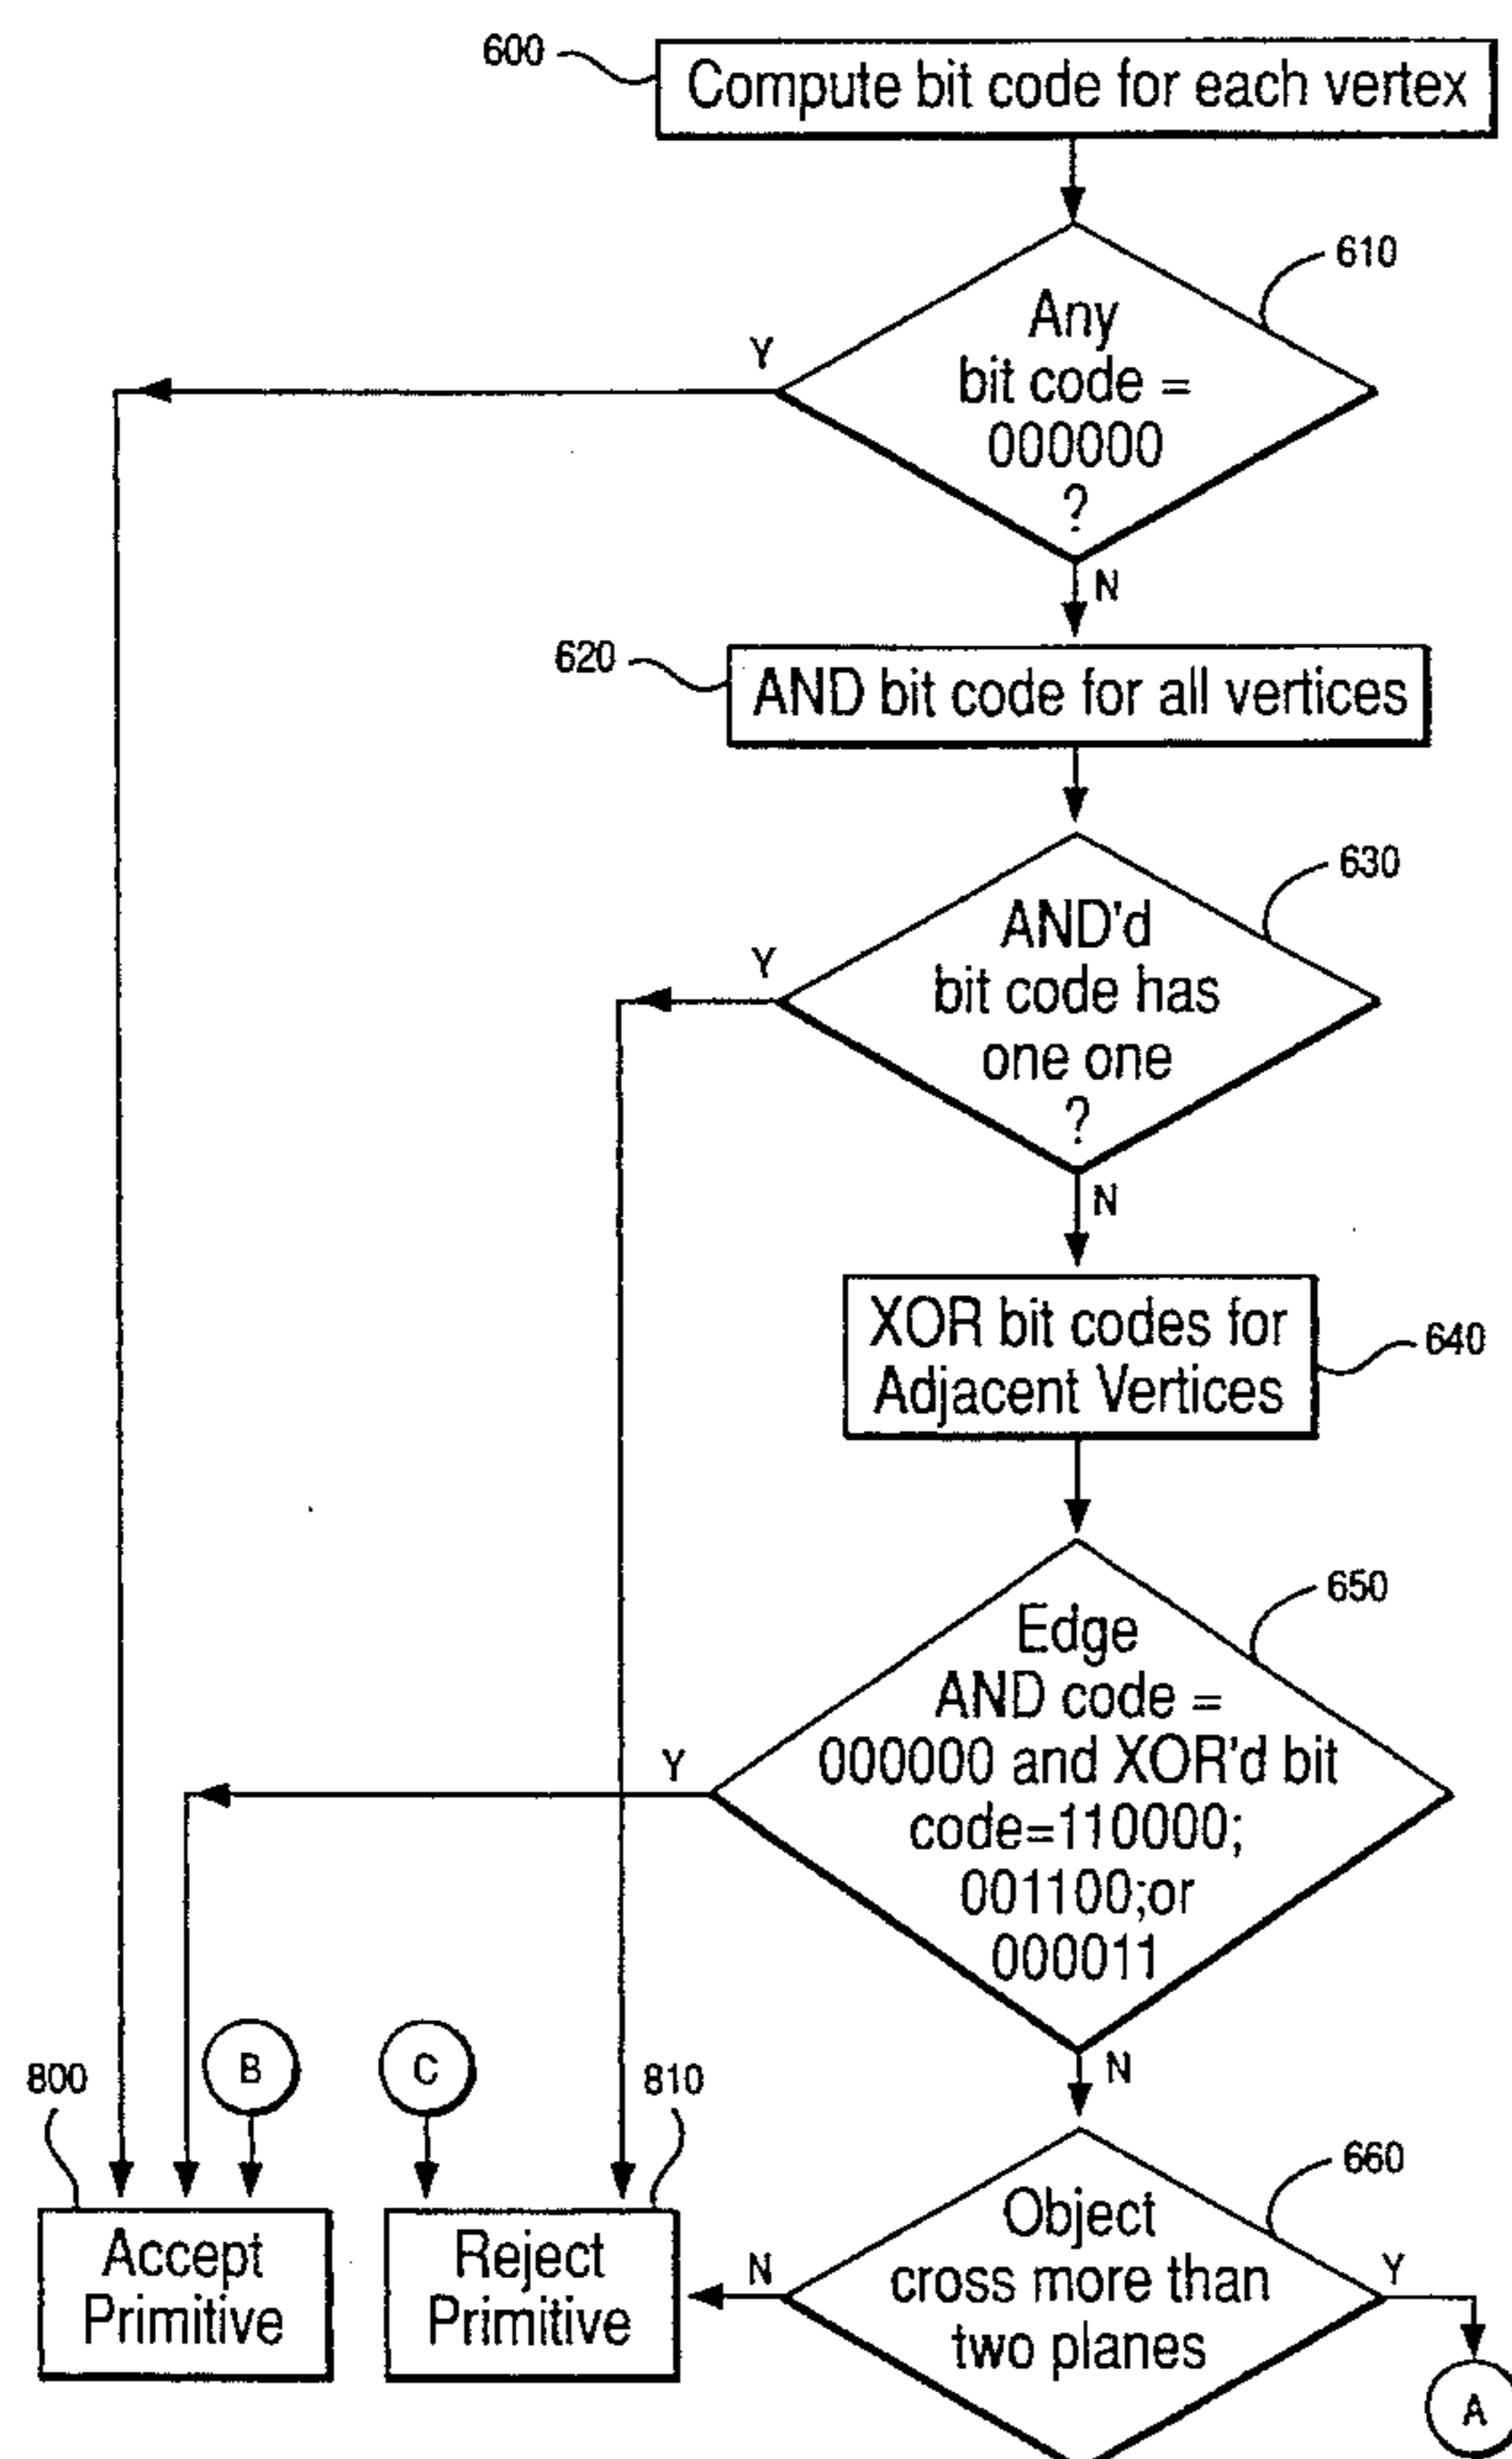 600
Compute bit code for each vertex
610
Any
bit code =
000000
?
Y
N
620
AND bit code for all vertices
630
AND'd
bit code has
one one
?
Y
N
XOR bit codes for
Adjacent Vertices
640
650
Edge
AND code =
000000 and XOR'd bit
code=110000;
001100;or
000011
Y
N
800
B
C
810
660
Accept
Primitive
Reject
Primitive
Object
cross more than
two planes
N
Y
A